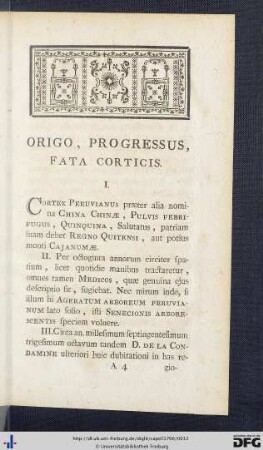 ORIGO, PROGRESSUS,
FATA CORTICIS.
I.
CORTEX PERUVIANUS præter alia nomi-
na CHINA CHINÆ, PULVIS FEBRI-
FUGUS, QUINQUINA, Salutatus, patriam
suam debet REGNO QUITENSI, aut potius
monti CAJANUMÆ.
II. Per octoginta annorum circiter spa-
tium, licet quotidie manibus tractaretur,
omnes tamen MEDICOS, quæ genuina ejus
descriptio sit, fugiebat. Nec mirum inde, si
illum hi AGERATUM ARBOREUM PERUVIA-
NUM lato folio, isti SENECIONIS ARBORE-
SCENTIS speciem voluere.
III. Circa an. millesimum septingentesimum
trigesimum octavum tandem D. DE LA CON-
DAMINE ulteriori huic dubitationi in has re-
A 4 gio-